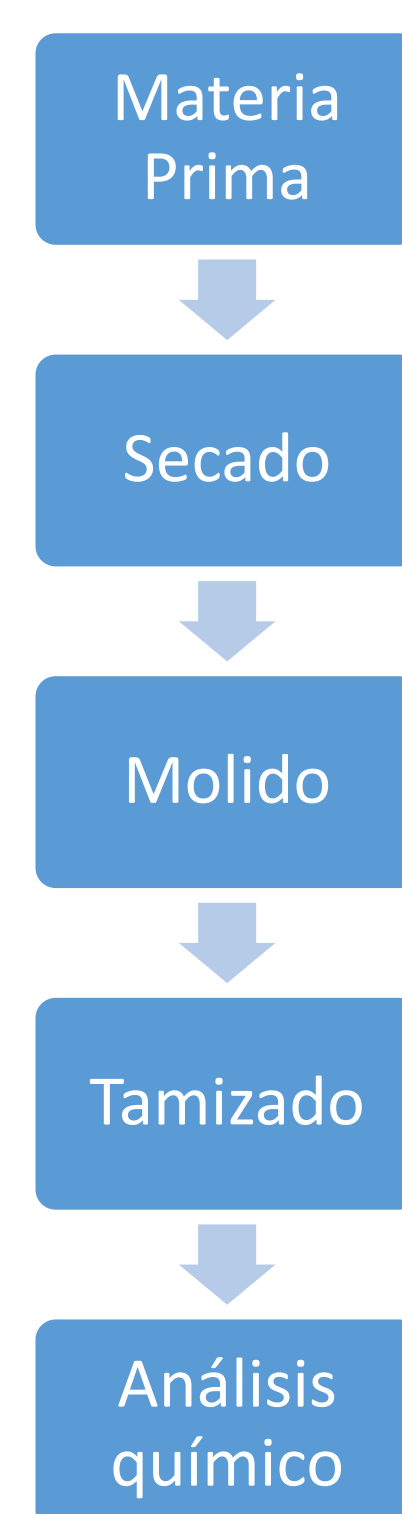 Materia
Prima
Secado
Molido
Tamizado
Análisis
químico